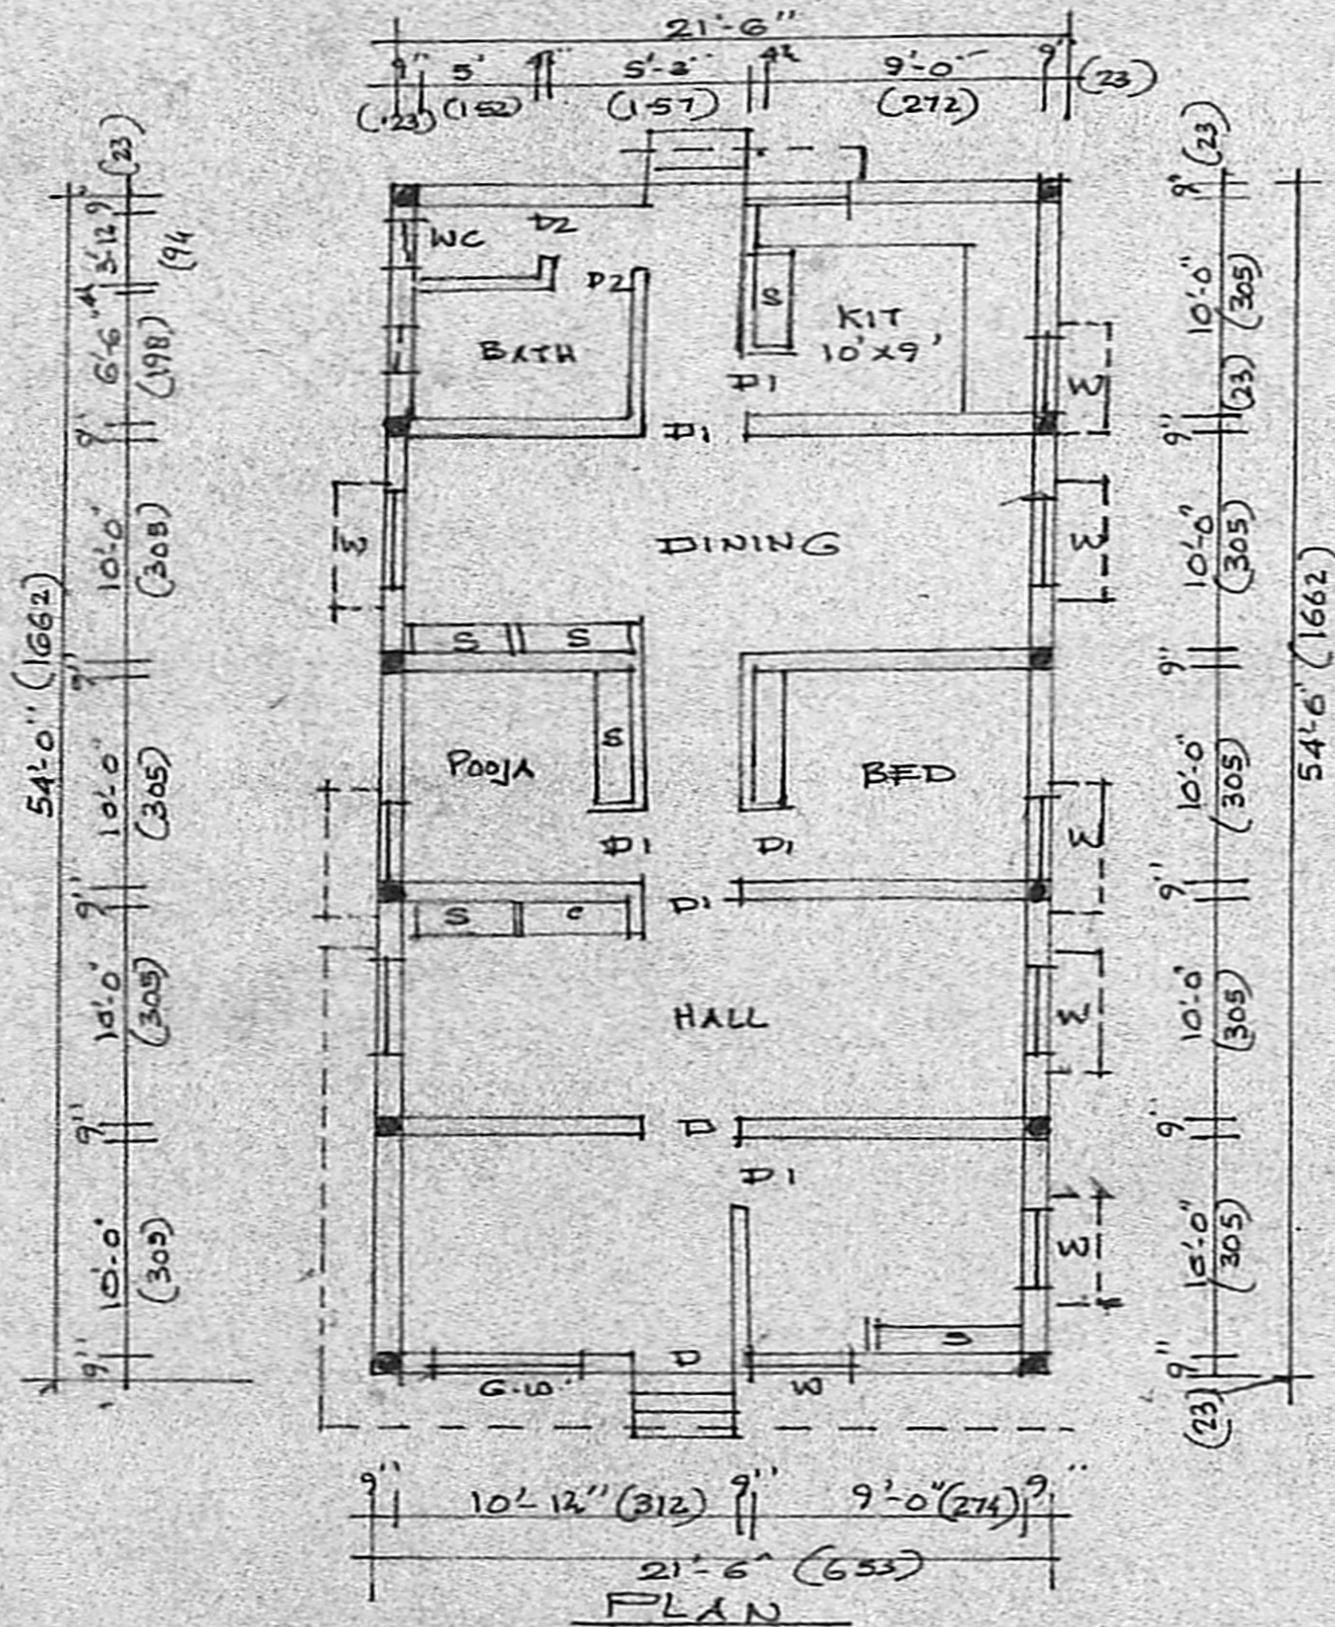 21'-6"
9" 5' 4½" 5'-3" 4½ 9'-0" 9"
(23) (152) (157) (272) (23)
(23)
9"
3'-1½
(94
4½"
6'-6"
(198)
9"
10'-0"
(305)
9"
10'-0"
(305)
9"
10'-0"
(305)
9"
10'-0"
(305)
9"
54'-0" (1662)
WC D2
D2
BATH
S
KIT
10'x9'
D1
D1
W
W
DINING
W
S S
POOJA
S
BED
D1
D1
W
D1
S C
HALL
W
D
D1
W
S
D
G.W.
W
(23)
9"
10'-0"
(305)
(23)
9"
10'-0"
(305)
9"
10'-0"
(305)
9"
10'-0"
(305)
9"
10'-0"
(305)
9"
(23)
54'-6" (1662)
9" 10'-1½" (312) 9" 9'-0" (274) 9"
21'-6" (653)
PLAN